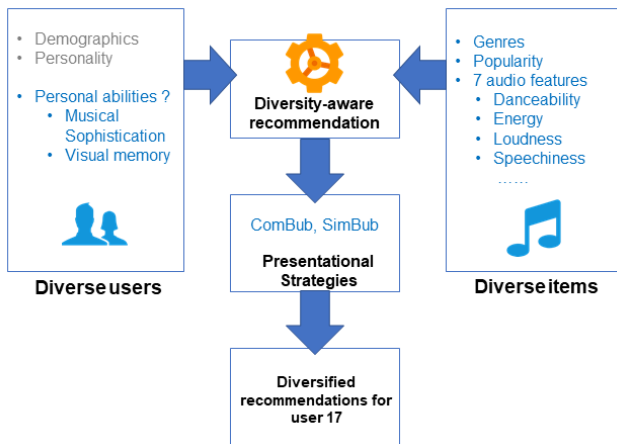 • Demographics
• Personality
• Personal abilities ?
• Musical
Sophistication
• Visual memory
Diverse users
Diversity-aware
recommendation
• Genres
• Popularity
• 7 audio features
• Danceability
• Energy
• Loudness
• Speechiness
……
Diverse items
ComBub, SimBub
Presentational
Strategies
Diversified
recommendations for
user 17